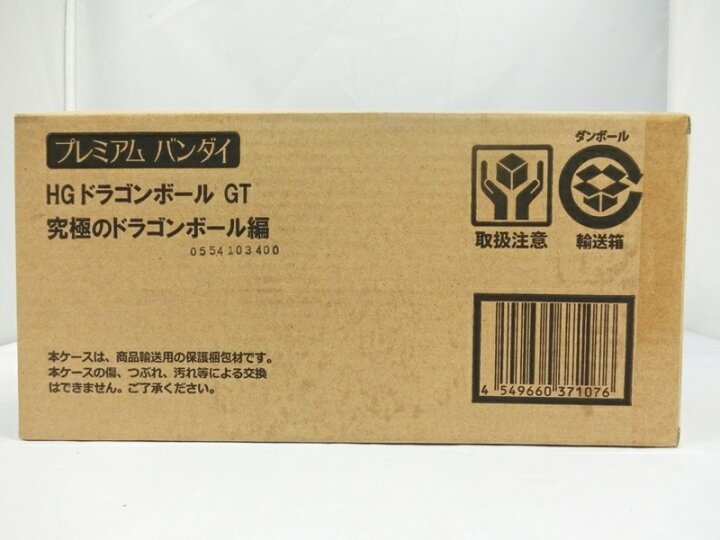 プレミアム バンダイ
HGドラゴンボール GT
究極のドラゴンボール編
0554103400
本ケースは、商品輸送用の保護梱包材です。
本ケースの傷、つぶれ、汚れ等による交換
はできません。ご了承ください。
取扱注意
ダンボール
輸送箱
4 549660 371076